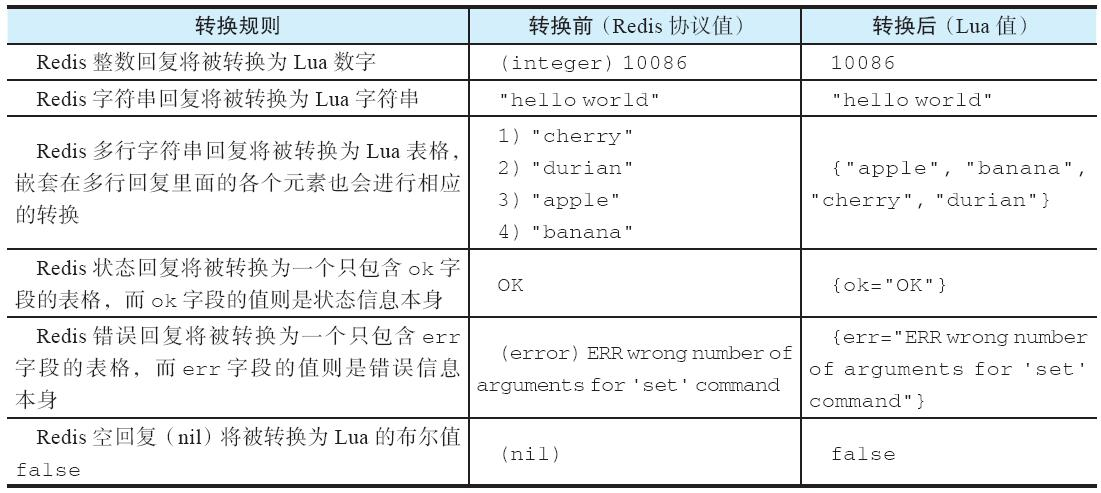 转换规则 转换前（Redis 协议值） 转换后（Lua 值）
Redis 整数回复将被转换为 Lua 数字 (integer) 10086 10086
Redis 字符串回复将被转换为 Lua 字符串 "hello world" "hello world"
Redis 多行字符串回复将被转换为 Lua 表格，
嵌套在多行回复里面的各个元素也会进行相应
的转换
1) "cherry"
2) "durian"
3) "apple"
4) "banana"
{"apple", "banana",
"cherry", "durian"}
Redis 状态回复将被转换为一个只包含 ok 字
段的表格，而 ok 字段的值则是状态信息本身
OK
{ok="OK"}
Redis 错误回复将被转换为一个只包含 err
字段的表格，而 err 字段的值则是错误信息
本身
(error) ERR wrong number of
arguments for 'set' command
{err="ERR wrong number
of arguments for 'set'
command"}
Redis 空回复（nil）将被转换为 Lua 的布尔值
false
(nil)
false